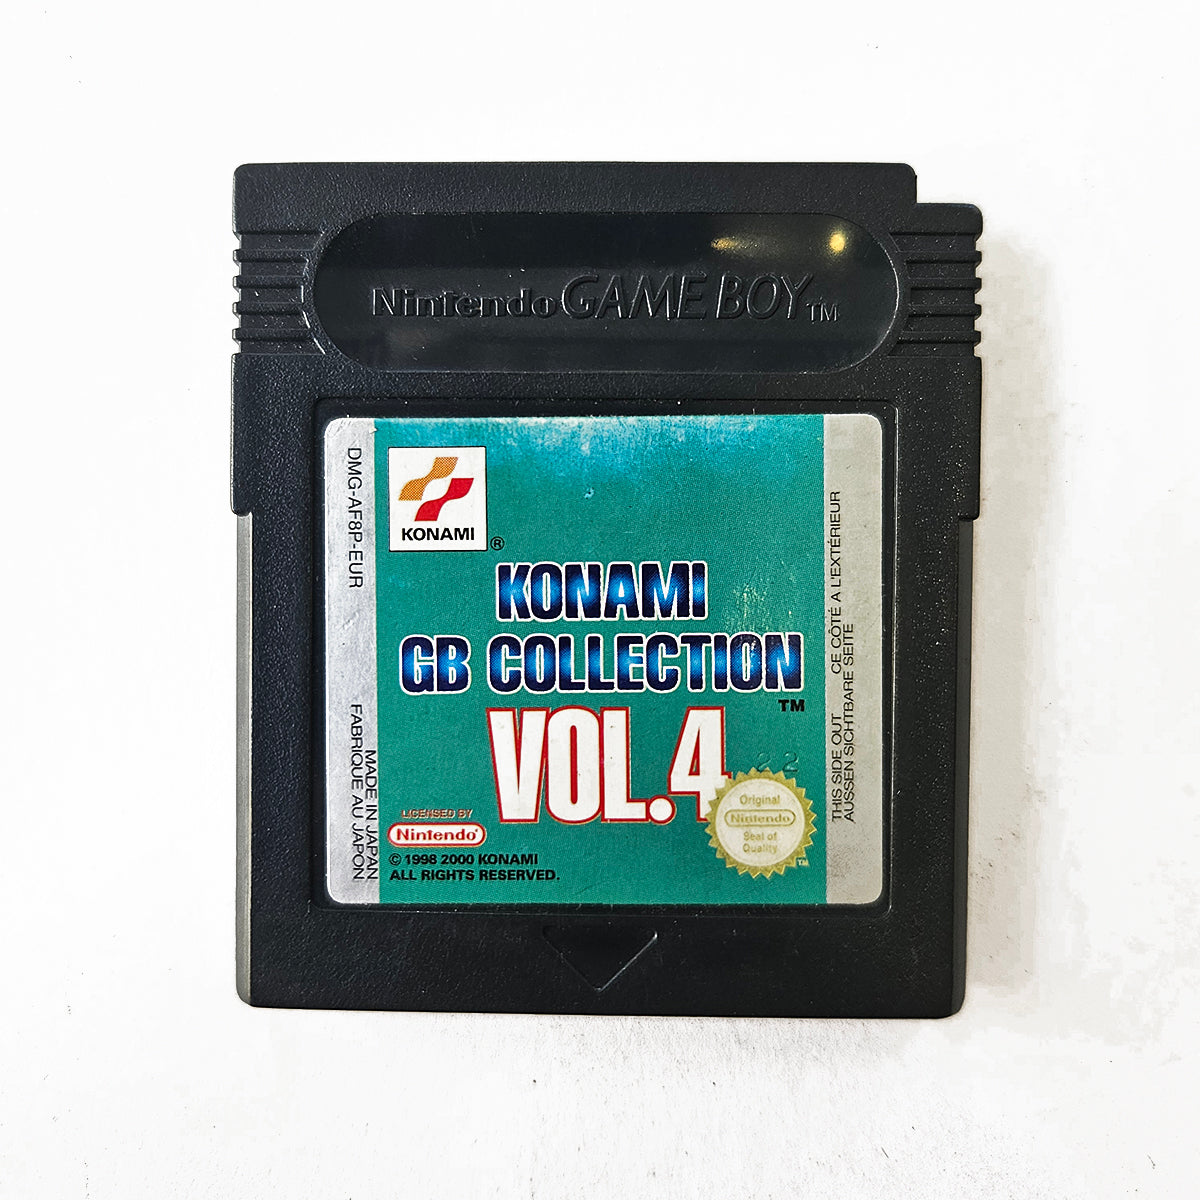 Nintendo GAME BOY TM
KONAMI ®
KONAMI
GB COLLECTION
TM
VOL.4
22
LICENSED BY
Nintendo®
© 1998 2000 KONAMI
ALL RIGHTS RESERVED.
Original
Nintendo
Seal of
Quality
TM
DMG-AF8P-EUR
MADE IN JAPAN
FABRIQUE AU JAPON
THIS SIDE OUT CE CÔTÉ A L'EXTÉRIEUR
AUSSEN SICHTBARE SEITE